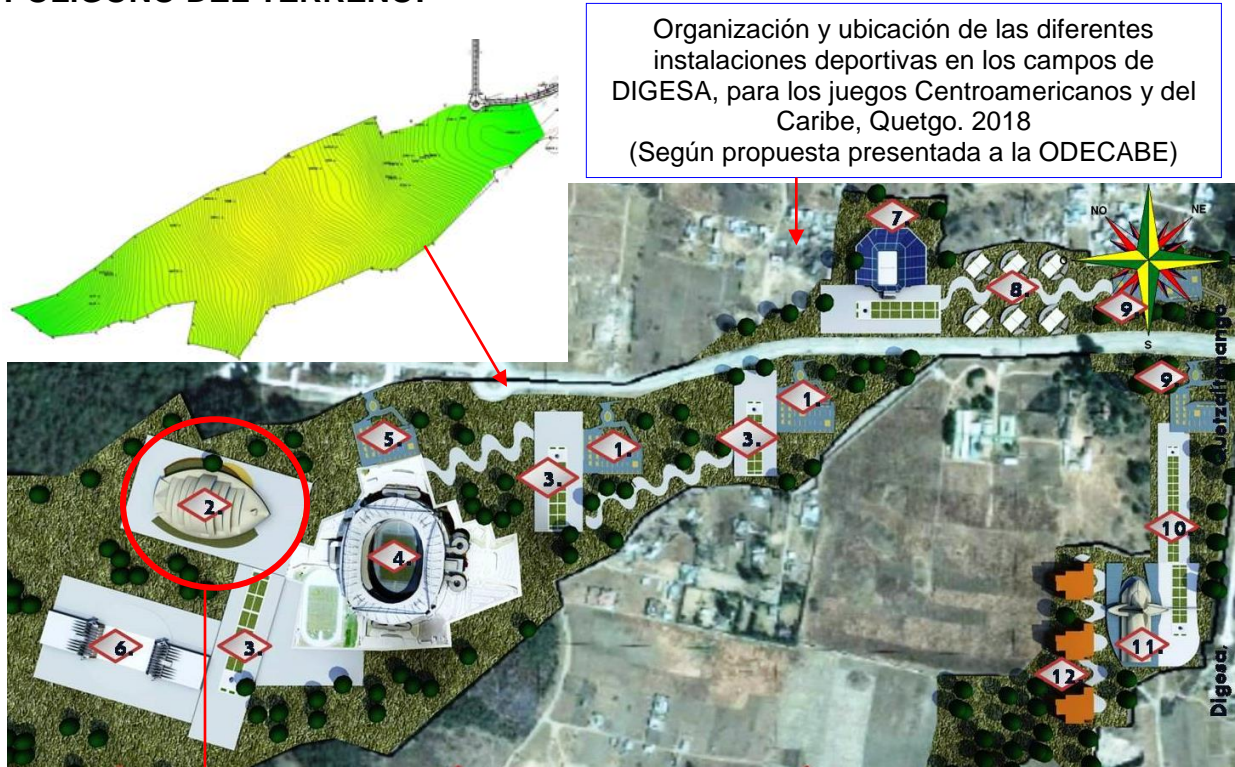 POLÍGONO DEL TERRENO:
Organización y ubicación de las diferentes
instalaciones deportivas en los campos de
DIGESA, para los juegos Centroamericanos y del
Caribe, Quetgo. 2018
(Según propuesta presentada a la ODECABE)
7.
NO
NE
8.
9.
S
9.
1.
5.
1.
3.
3.
2.
4.
10.
6.
3.
11.
12.
Quetzaltenango
Digesa.